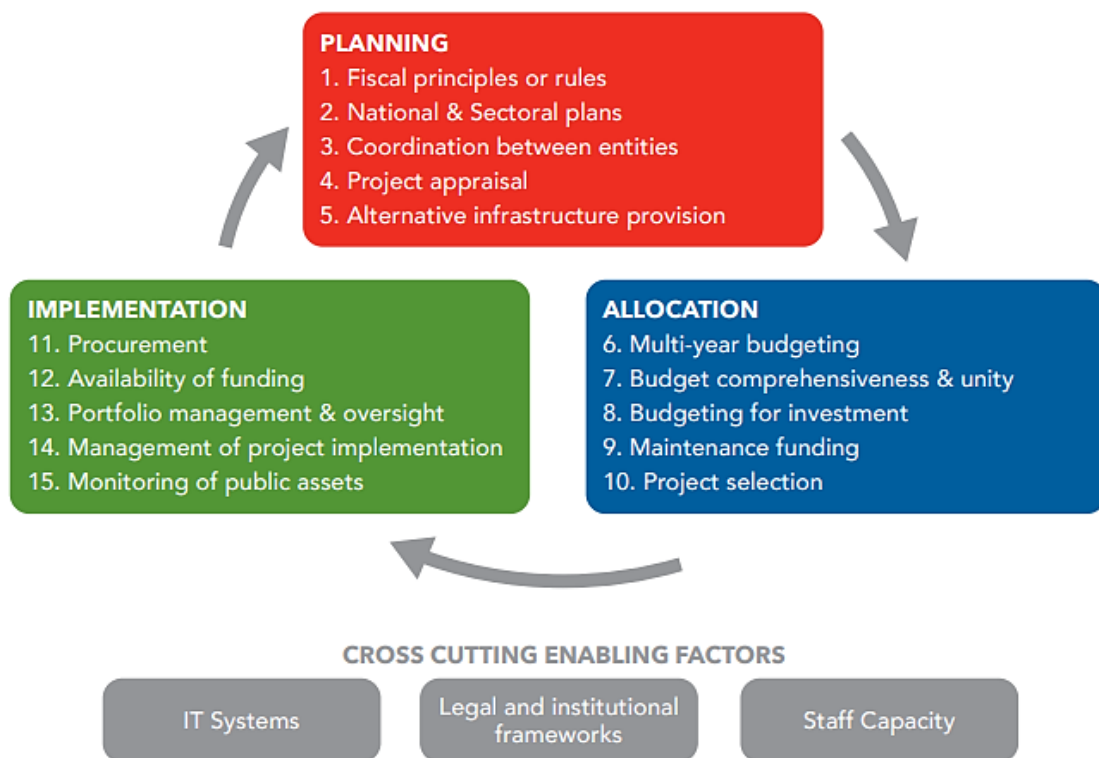 PLANNING
1. Fiscal principles or rules
2. National & Sectoral plans
3. Coordination between entities
4. Project appraisal
5. Alternative infrastructure provision
IMPLEMENTATION
11. Procurement
12. Availability of funding
13. Portfolio management & oversight
14. Management of project implementation
15. Monitoring of public assets
ALLOCATION
6. Multi-year budgeting
7. Budget comprehensiveness & unity
8. Budgeting for investment
9. Maintenance funding
10. Project selection
CROSS CUTTING ENABLING FACTORS
IT Systems
Legal and institutional
frameworks
Staff Capacity